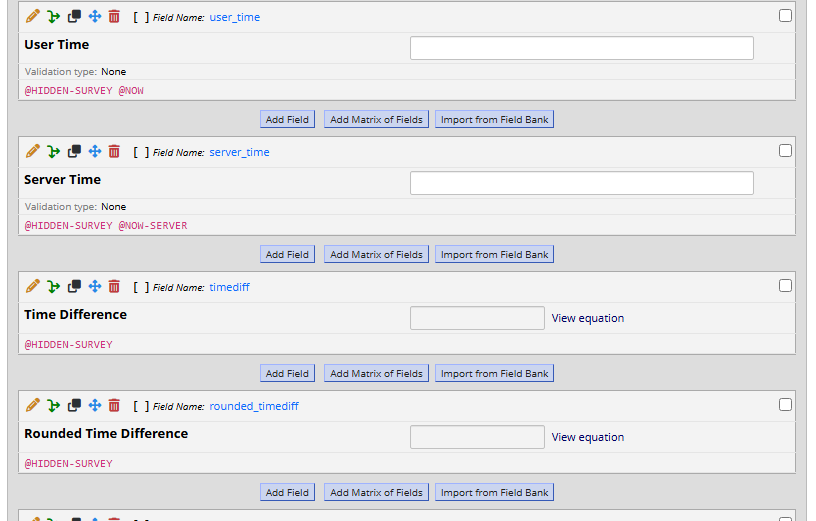 [ ] Field Name: user_time
User Time
Validation type: None
@HIDDEN-SURVEY @NOW
Add Field Add Matrix of Fields Import from Field Bank
[ ] Field Name: server_time
Server Time
Validation type: None
@HIDDEN-SURVEY @NOW-SERVER
Add Field Add Matrix of Fields Import from Field Bank
[ ] Field Name: timediff
Time Difference View equation
@HIDDEN-SURVEY
Add Field Add Matrix of Fields Import from Field Bank
[ ] Field Name: rounded_timediff
Rounded Time Difference View equation
@HIDDEN-SURVEY
Add Field Add Matrix of Fields Import from Field Bank